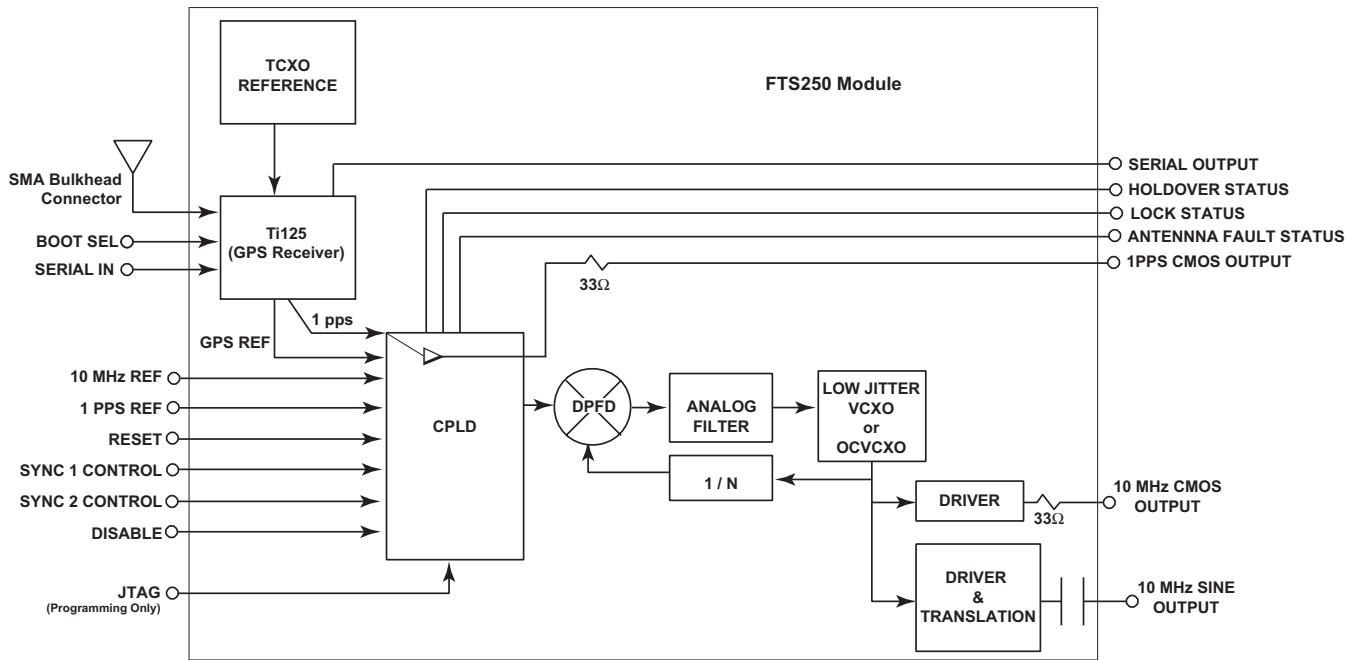 TCXO
REFERENCE
FTS250 Module
SMA Bulkhead
Connector
BOOT SEL
SERIAL IN
Ti125
(GPS Receiver)
SERIAL OUTPUT
HOLDOVER STATUS
LOCK STATUS
ANTENNNA FAULT STATUS
1PPS CMOS OUTPUT
33Ω
1 pps
GPS REF
10 MHz REF
1 PPS REF
RESET
SYNC 1 CONTROL
SYNC 2 CONTROL
DISABLE
JTAG
(Programming Only)
CPLD
DPFD
ANALOG
FILTER
LOW JITTER
VCXO
or
OCVCXO
1 / N
DRIVER
33Ω
10 MHz CMOS
OUTPUT
DRIVER
&
TRANSLATION
10 MHz SINE
OUTPUT